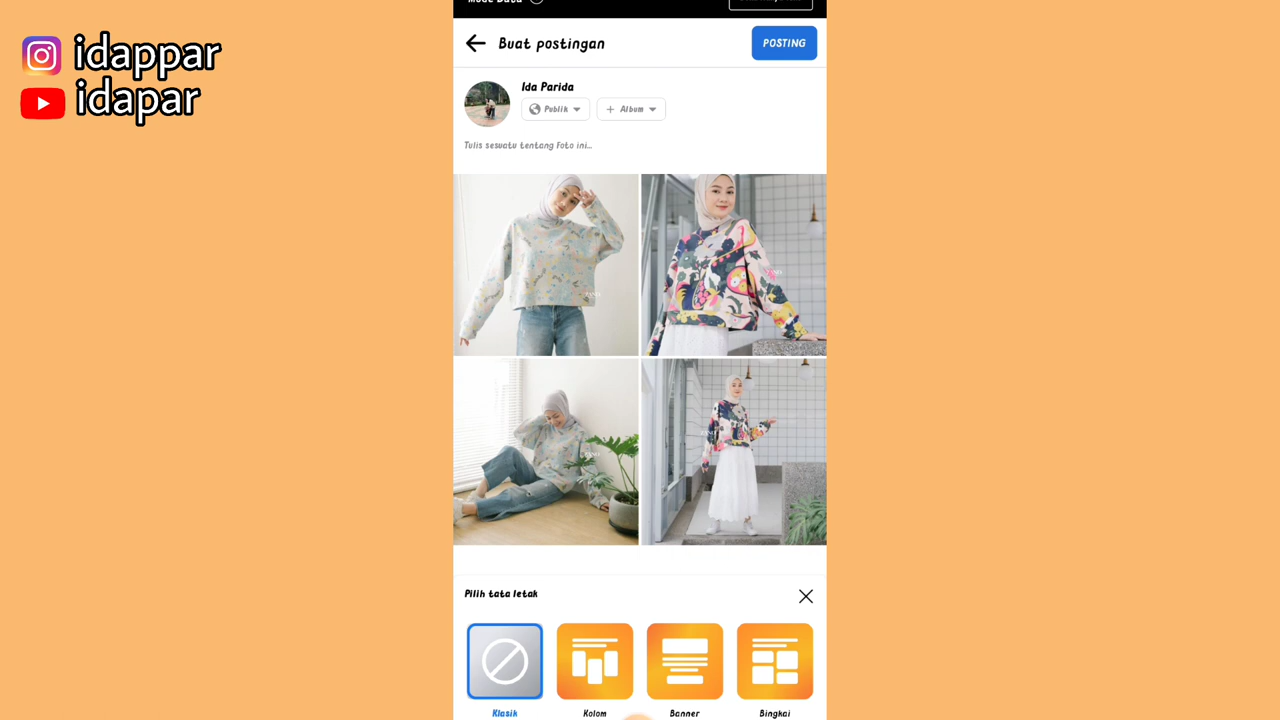 idappar
idapar
Buat postingan
POSTING
Ida Parida
Publik
+ Album
Tulis sesuatu tentang foto ini...
Pilih tata letak
Klasik
Kolom
Banner
Bingkai